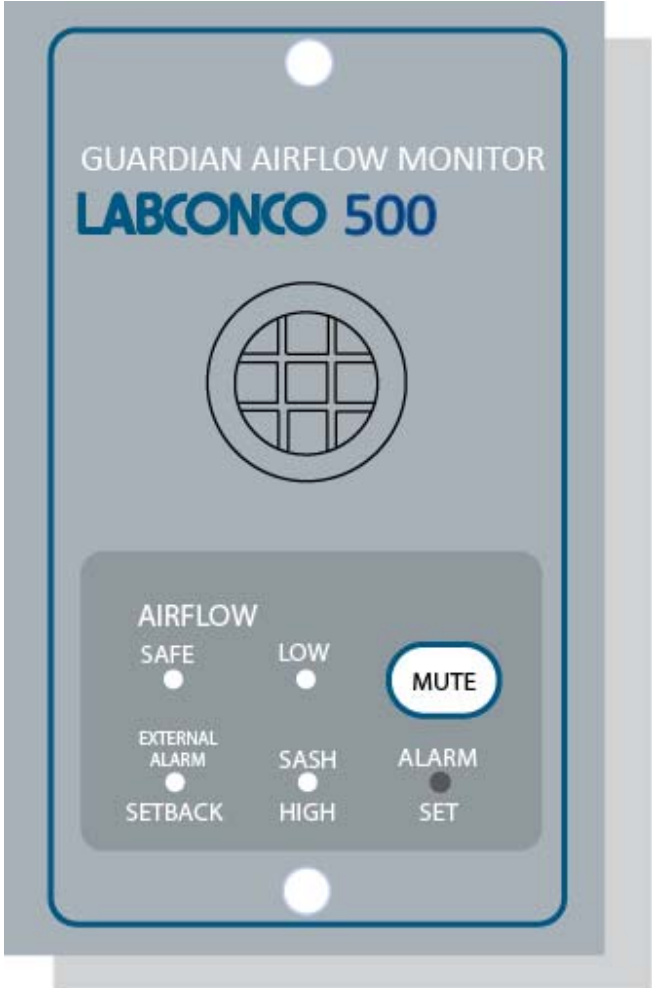 GUARDIAN AIRFLOW MONITOR
LABCONCO 500
AIRFLOW
SAFE LOW
MUTE
EXTERNAL
ALARM SASH ALARM
SETBACK HIGH SET